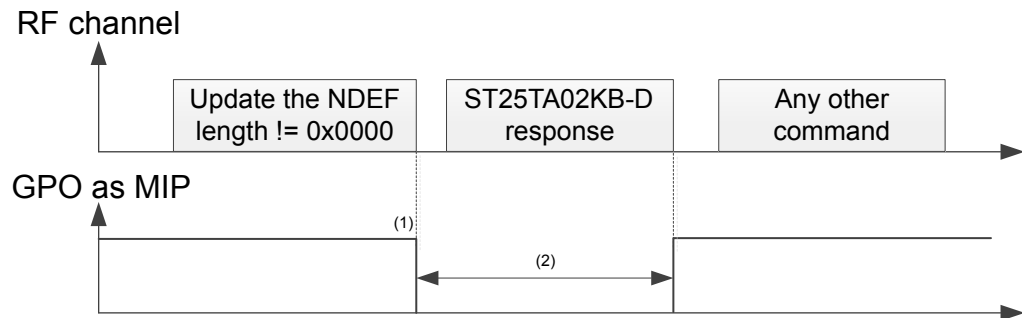 RF channel
Update the NDEF
length != 0x0000
ST25TA02KB-D
response
Any other
command
GPO as MIP
(1)
(2)